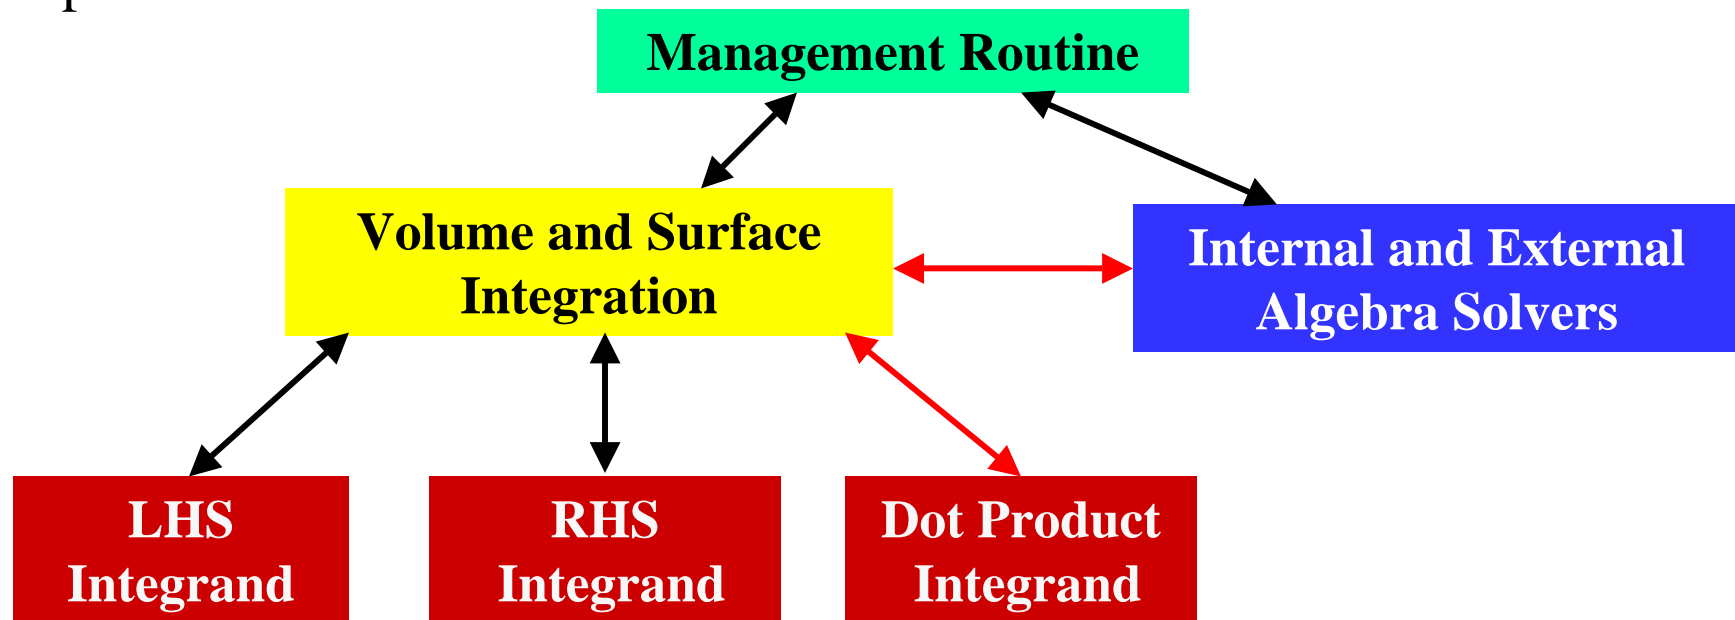 Management Routine
Volume and Surface
Integration
Internal and External
Algebra Solvers
LHS
Integrand
RHS
Integrand
Dot Product
Integrand